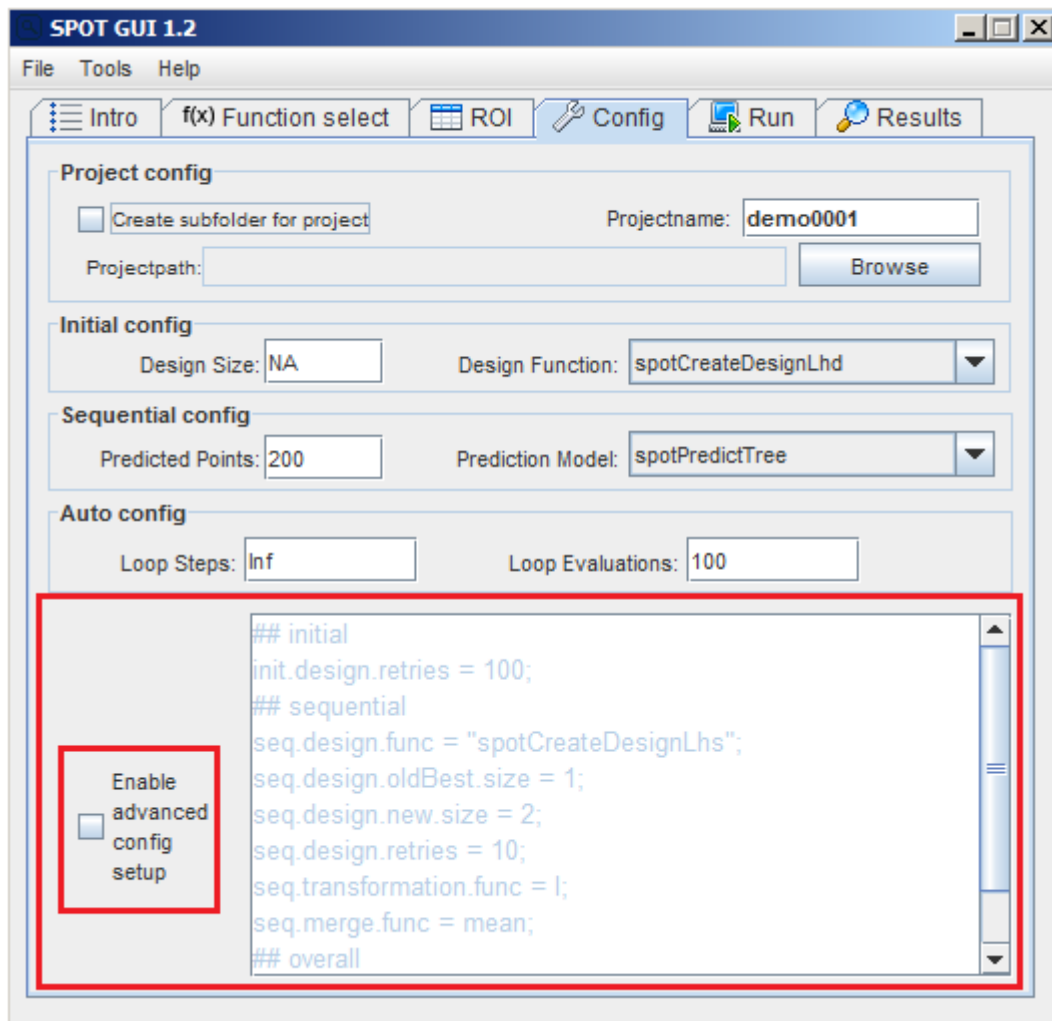 SPOT GUI 1.2
File Tools Help
Intro f(x) Function select ROI Config Run Results
Project config
Create subfolder for project Projectname: demo0001
Projectpath: Browse
Initial config
Design Size: NA Design Function: spotCreateDesignLhd
Sequential config
Predicted Points: 200 Prediction Model: spotPredictTree
Auto config
Loop Steps: Inf Loop Evaluations: 100
Enable
advanced
config
setup
## initial
init.design.retries = 100;
## sequential
seq.design.func = "spotCreateDesignLhs";
seq.design.oldBest.size = 1;
seq.design.new.size = 2;
seq.design.retries = 10;
seq.transformation.func = I;
seq.merge.func = mean;
## overall